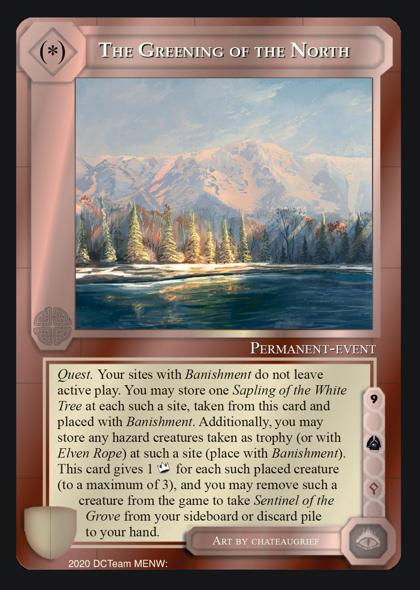 (*)
The Greening of the North
Permanent-event
Quest. Your sites with Banishment do not leave
active play. You may store one Sapling of the White
Tree at each such a site, taken from this card and
placed with Banishment. Additionally, you may
store any hazard creatures taken as trophy (or with
Elven Rope) at such a site (place with Banishment).
This card gives 1 for each such placed creature
(to a maximum of 3), and you may remove such a
creature from the game to take Sentinel of the
Grove from your sideboard or discard pile
to your hand.
9
Art by chateaugrief
2020 DCTeam MENW: